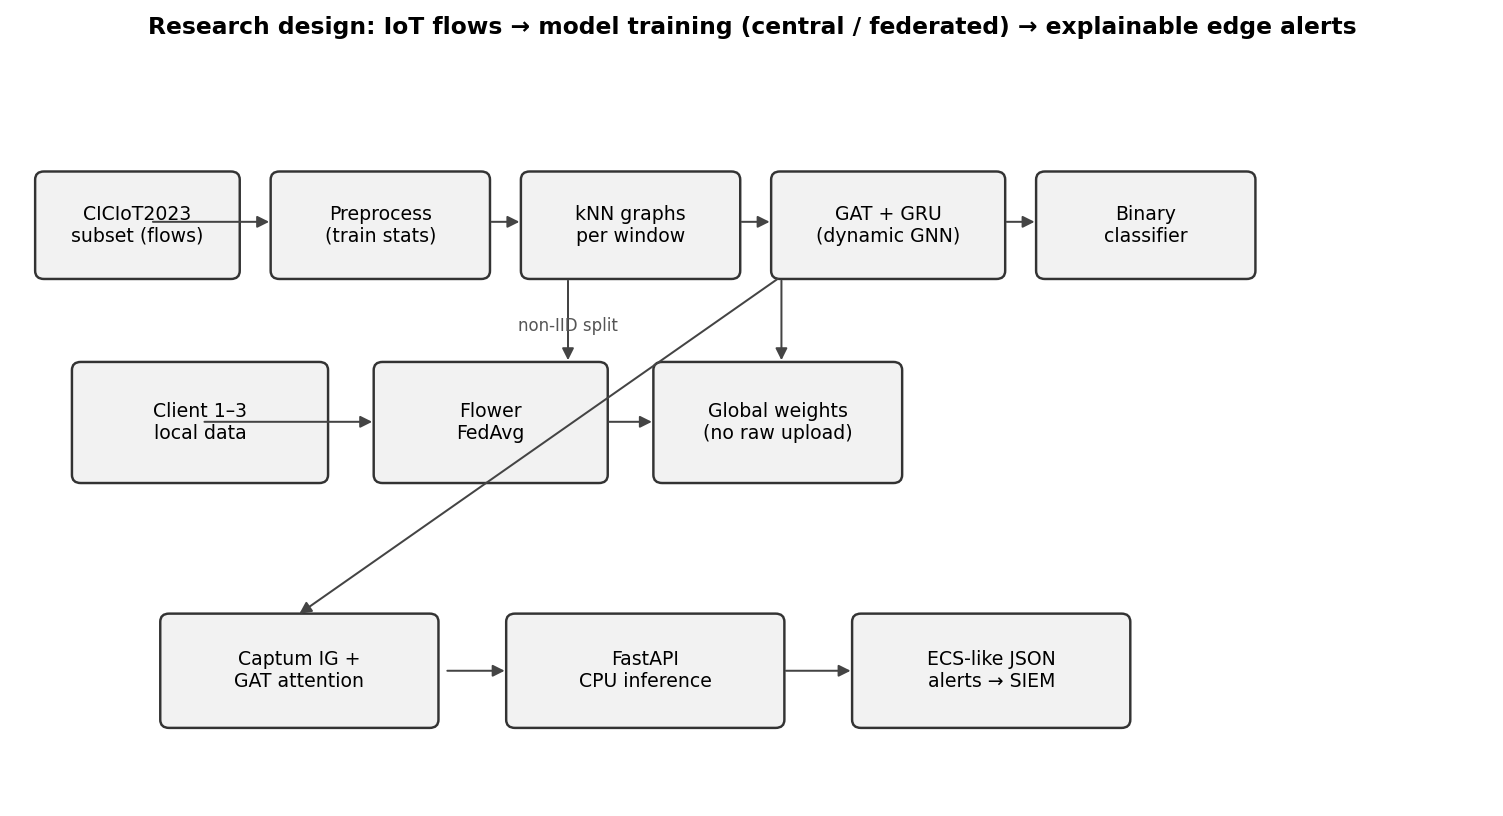 Research design: IoT flows → model training (central / federated) → explainable edge alerts
CICIoT2023
subset (flows)
Preprocess
(train stats)
kNN graphs
per window
GAT + GRU
(dynamic GNN)
Binary
classifier
non-IID split
Client 1–3
local data
Flower
FedAvg
Global weights
(no raw upload)
Captum IG +
GAT attention
FastAPI
CPU inference
ECS-like JSON
alerts → SIEM